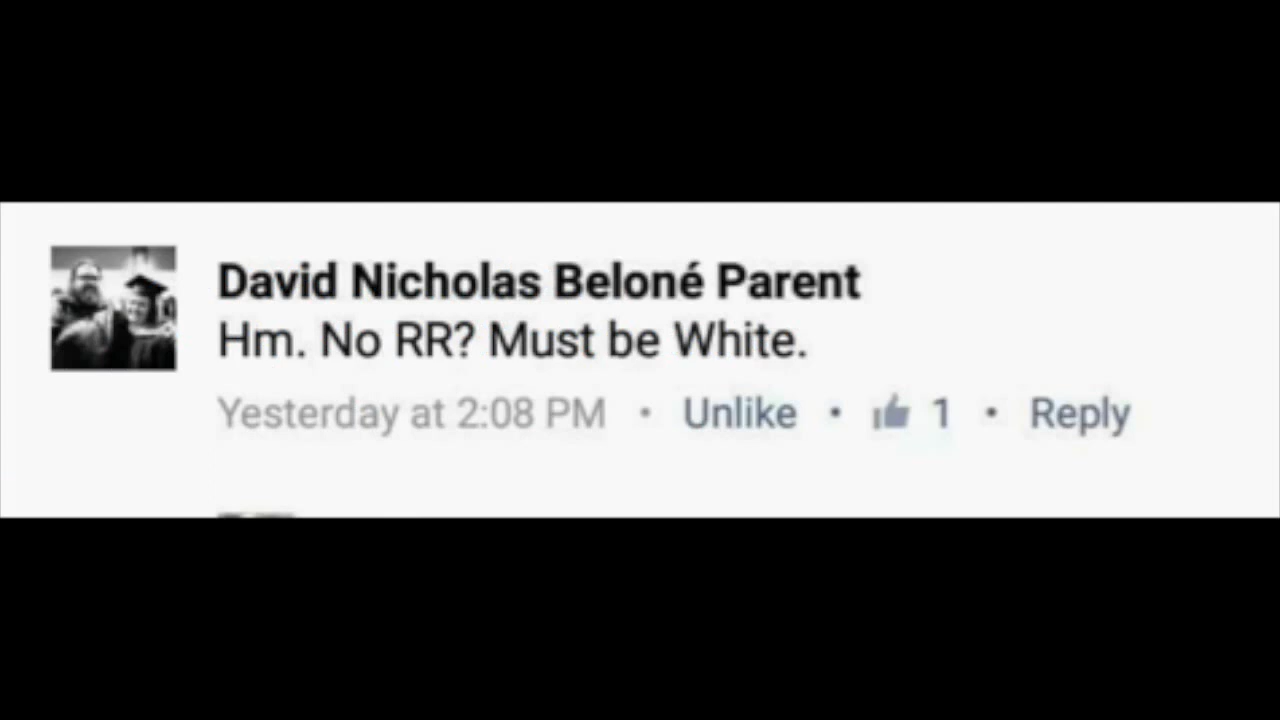 David Nicholas Beloné Parent
Hm. No RR? Must be White.
Yesterday at 2:08 PM • Unlike • 1 • Reply